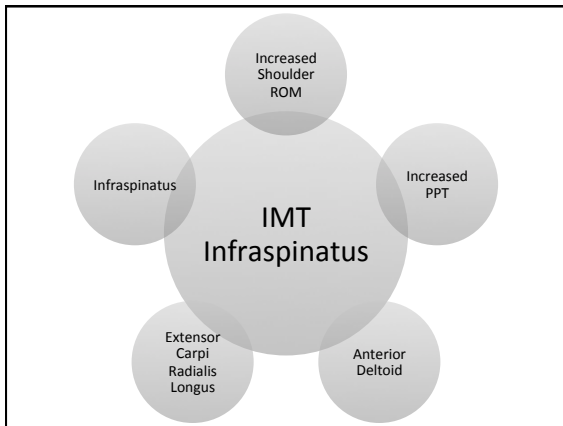 Increased
Shoulder
ROM
Infraspinatus
Increased
PPT
IMT
Infraspinatus
Extensor
Carpi
Radialis
Longus
Anterior
Deltoid